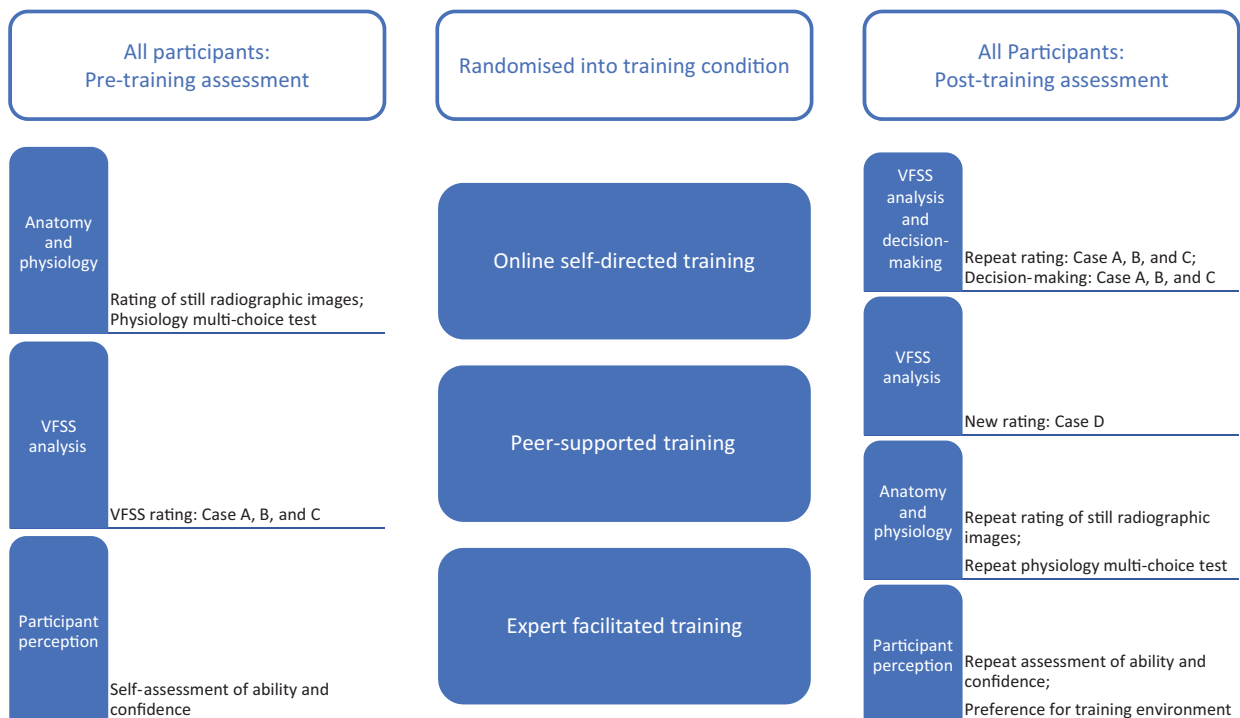 All participants:
Pre-training assessment
Anatomy
and
physiology
Rating of still radiographic images;
Physiology multi-choice test
VFSS
analysis
VFSS rating: Case A, B, and C
Participant
perception
Self-assessment of ability and
confidence
Randomised into training condition
Online self-directed training
Peer-supported training
Expert facilitated training
All Participants:
Post-training assessment
VFSS
analysis
and
decision-
making
Repeat rating: Case A, B, and C;
Decision-making: Case A, B, and C
VFSS
analysis
New rating: Case D
Anatomy
and
physiology
Repeat rating of still radiographic
images;
Repeat physiology multi-choice test
Participant
perception
Repeat assessment of ability and
confidence;
Preference for training environment